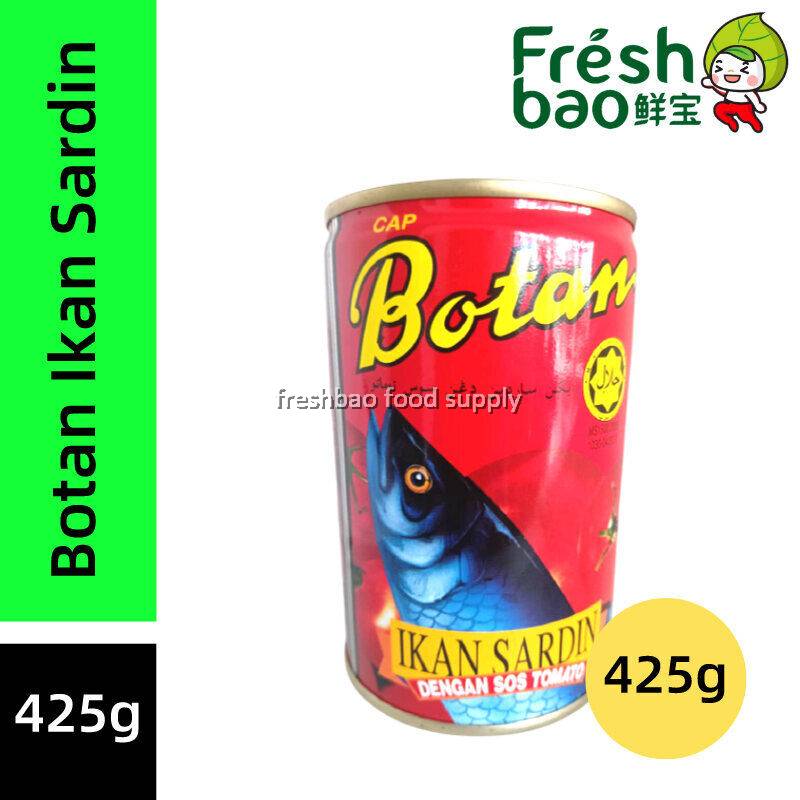 Frésh
bao鲜宝
Botan Ikan Sardin
425g
CAP
Botan
حلال
freshbao food supply
IKAN SARDIN
DENGAN SOS TOMATO
425g